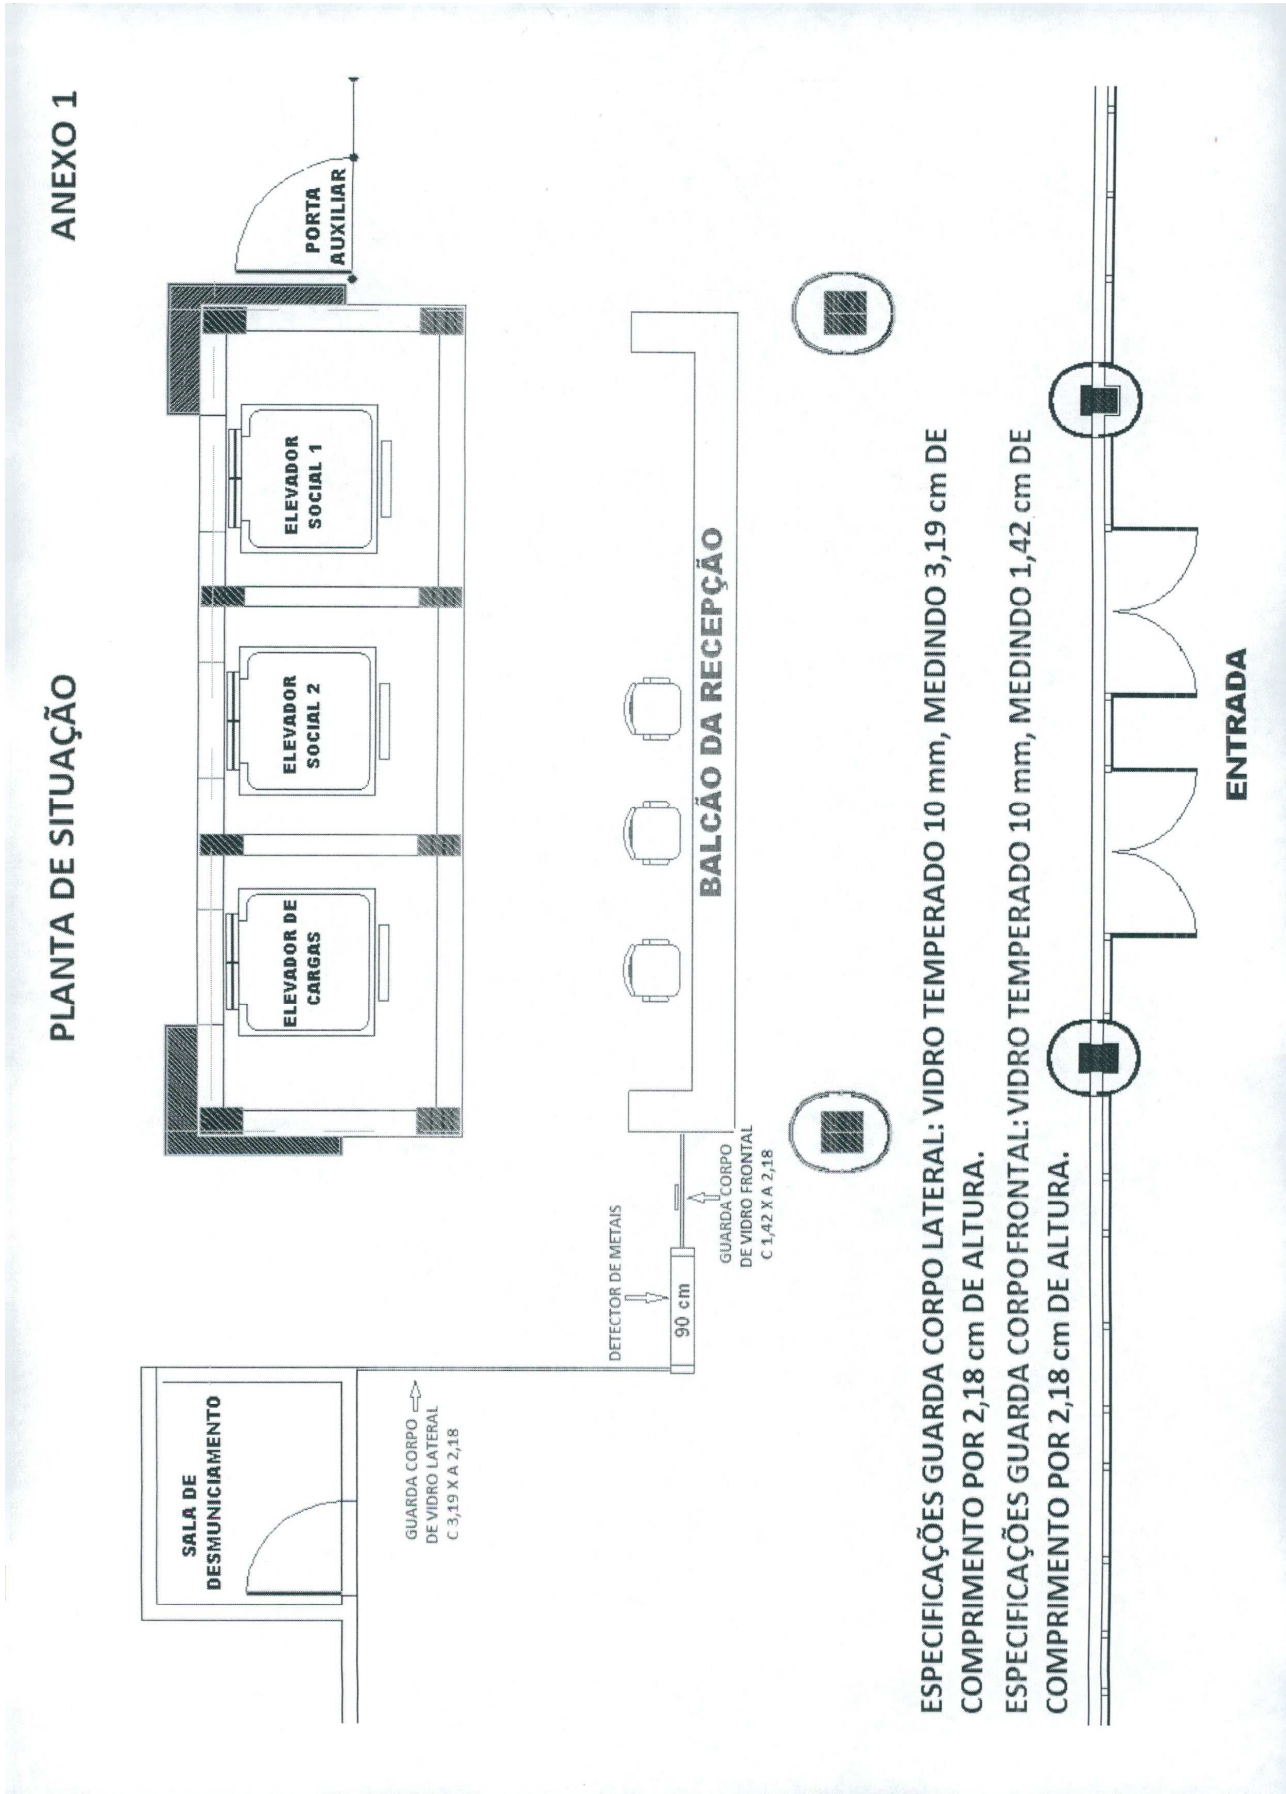 PLANTA DE SITUAÇÃO
ANEXO 1
SALA DE
DESMUNICIAMENTO
ELEVADOR DE
CARGAS
ELEVADOR
SOCIAL 2
ELEVADOR
SOCIAL 1
PORTA
AUXILIAR
GUARDA CORPO
DE VIDRO LATERAL
C 3,19 X A 2,18
DETECTOR DE METAIS
90 cm
GUARDA CORPO
DE VIDRO FRONTAL
C 1,42 X A 2,18
BALCÃO DA RECEPÇÃO
ESPECIFICAÇÕES GUARDA CORPO LATERAL: VIDRO TEMPERADO 10 mm, MEDINDO 3,19 cm DE
COMPRIMENTO POR 2,18 cm DE ALTURA.
ESPECIFICAÇÕES GUARDA CORPO FRONTAL: VIDRO TEMPERADO 10 mm, MEDINDO 1,42 cm DE
COMPRIMENTO POR 2,18 cm DE ALTURA.
ENTRADA